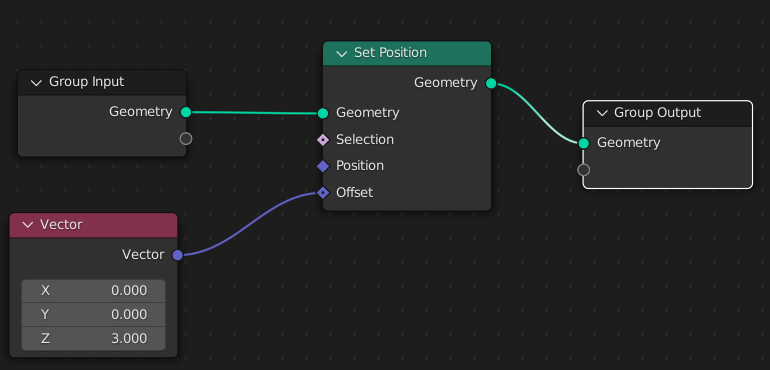 Group Input
Geometry
Set Position
Geometry
Geometry
Selection
Position
Offset
Group Output
Geometry
Vector
Vector
X 0.000
Y 0.000
Z 3.000